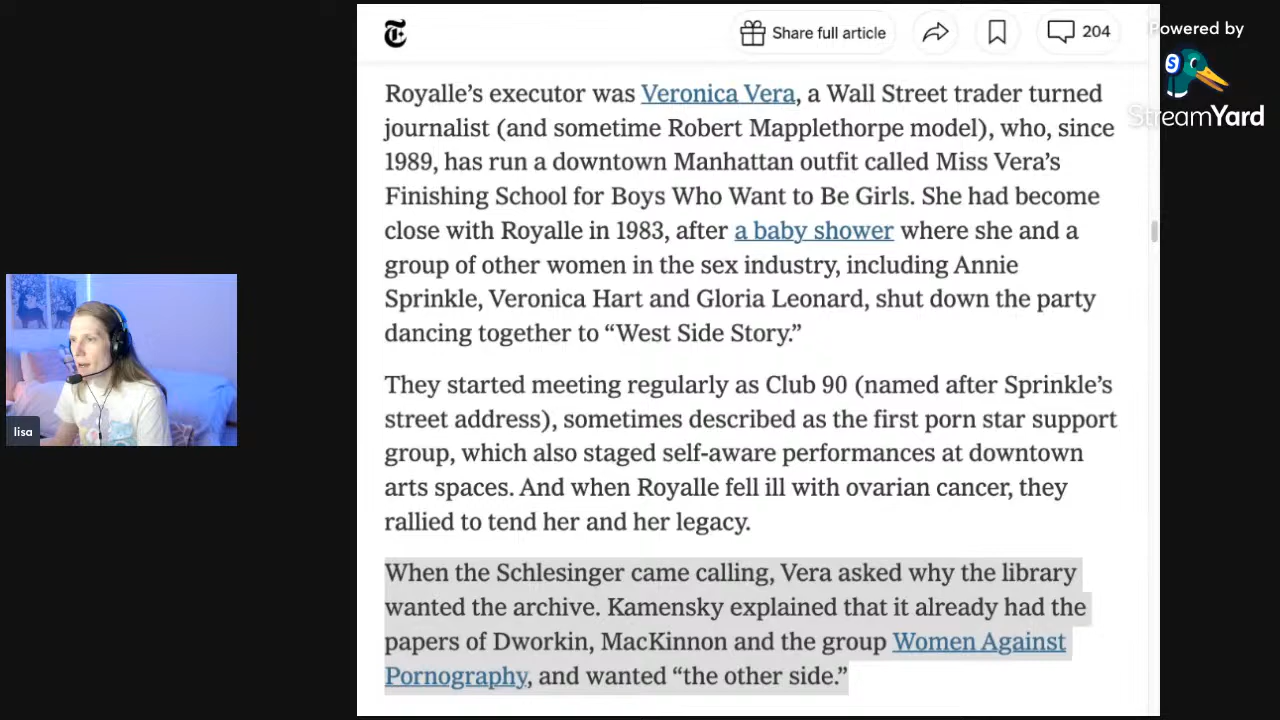 Share full article
204
Powered by
StreamYard
Royalle’s executor was Veronica Vera, a Wall Street trader turned
journalist (and sometime Robert Mapplethorpe model), who, since
1989, has run a downtown Manhattan outfit called Miss Vera’s
Finishing School for Boys Who Want to Be Girls. She had become
close with Royalle in 1983, after a baby shower where she and a
group of other women in the sex industry, including Annie
Sprinkle, Veronica Hart and Gloria Leonard, shut down the party
dancing together to “West Side Story.”
They started meeting regularly as Club 90 (named after Sprinkle’s
street address), sometimes described as the first porn star support
group, which also staged self-aware performances at downtown
arts spaces. And when Royalle fell ill with ovarian cancer, they
rallied to tend her and her legacy.
When the Schlesinger came calling, Vera asked why the library
wanted the archive. Kamensky explained that it already had the
papers of Dworkin, MacKinnon and the group Women Against
Pornography, and wanted “the other side.”
lisa